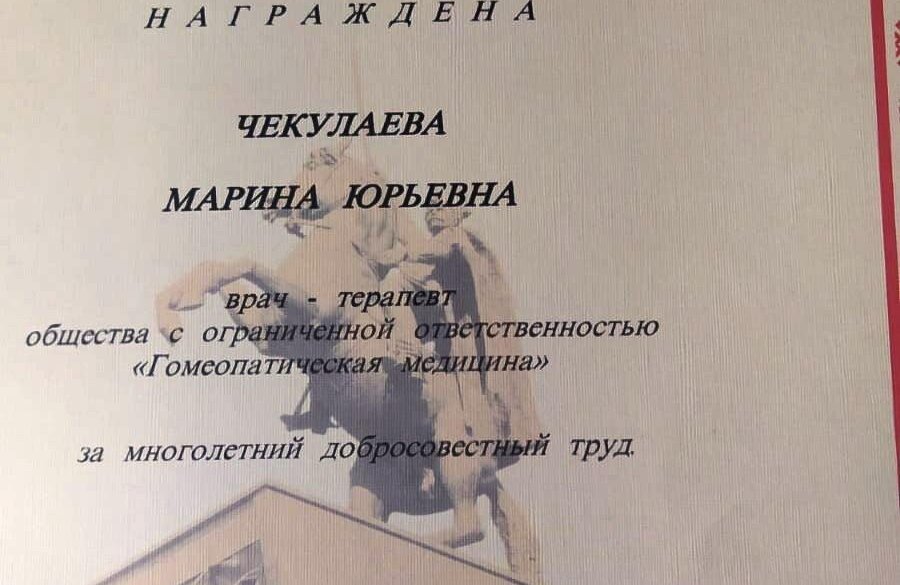 НАГРАЖДЕНА
ЧЕКУЛАЕВА
МАРИНА ЮРЬЕВНА
врач - терапевт
общества с ограниченной ответственностью
«Гомеопатическая медицина»
за многолетний добросовестный труд.